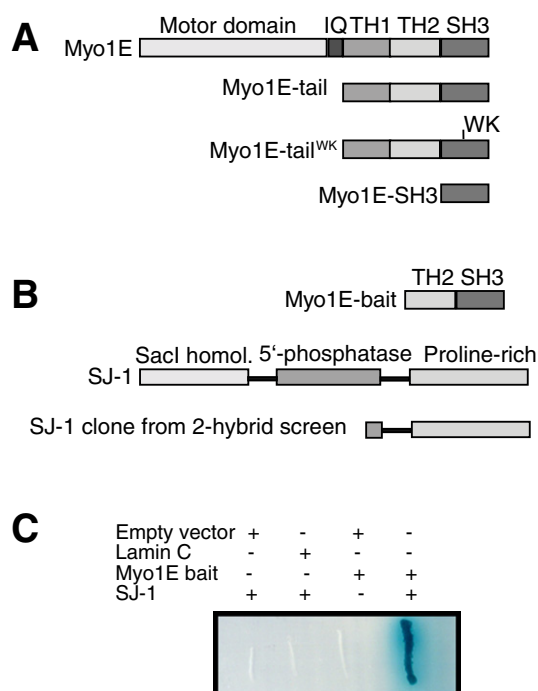 A
Motor domain IQ TH1 TH2 SH3
Myo1E
Myo1E-tail
WK
Myo1E-tailWK
Myo1E-SH3
B
TH2 SH3
Myo1E-bait
SacI homol. 5'-phosphatase Proline-rich
SJ-1
SJ-1 clone from 2-hybrid screen
C
Empty vector + - + -
Lamin C - + - -
Myo1E bait - - + +
SJ-1 + + - +